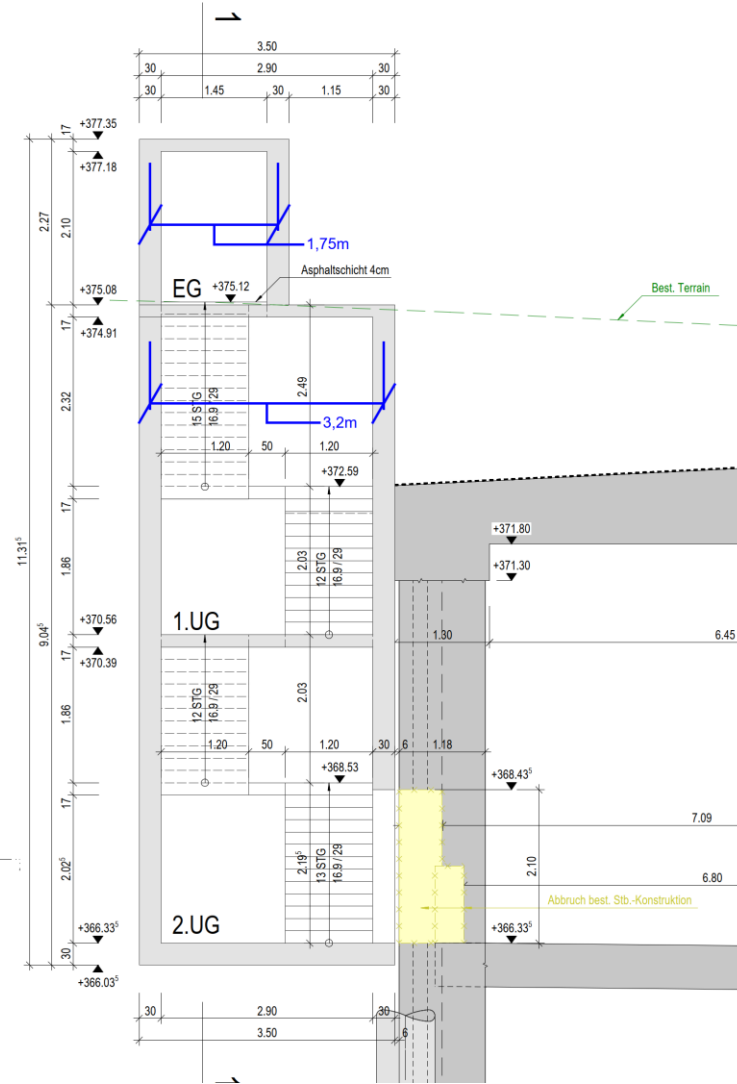 1
3.50
30 2.90 30
30 1.45 30 1.15 30
+377.35
17
+377.18
2.27
2.10
1,75m
Asphaltschicht 4cm
EG +375.12
Best. Terrain
+375.08
17
+374.91
2.32
2.49
15 STG
16.9 / 29
3,2m
1.20 50 1.20
+372.59
17
+371.80
11.31⁵
1.86
2.03
12 STG
16.9 / 29
+371.30
+370.56
1.UG
1.30 6.45
9.04⁵
17
+370.39
1.86
12 STG
16.9 / 29
2.03
1.20 50 1.20 30 6 1.18
+368.53
+368.43⁵
17
7.09
2.02⁵
2.19⁵
13 STG
16.9 / 29
2.10
6.80
Abbruch best. Stb.-Konstruktion
2.UG
+366.33⁵
+366.33⁵
30
+366.03⁵
30 2.90 30
3.50 6
1